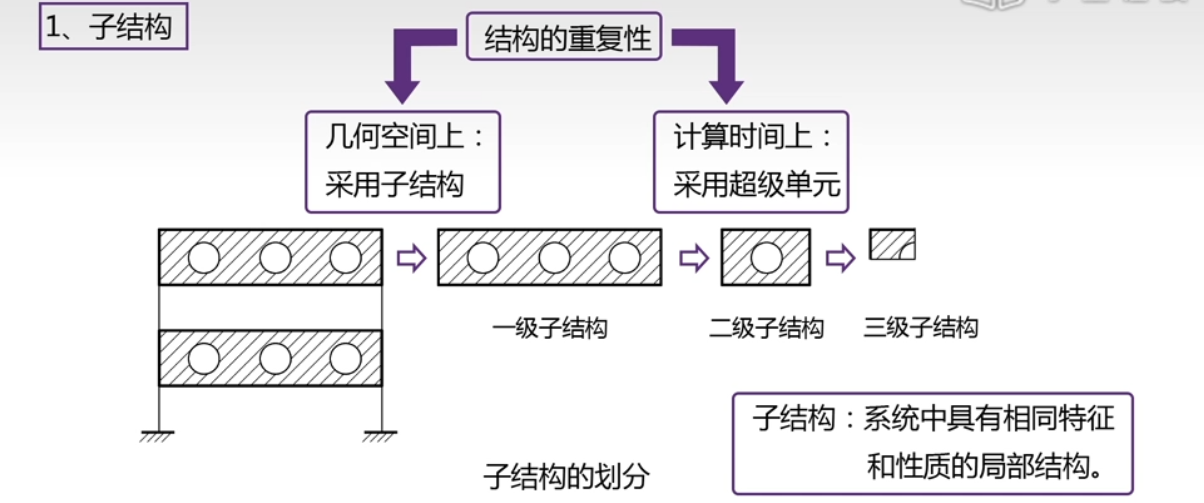 1、子结构
结构的重复性
几何空间上：
采用子结构
计算时间上：
采用超级单元
一级子结构
二级子结构
三级子结构
子结构：系统中具有相同特征
和性质的局部结构。
子结构的划分